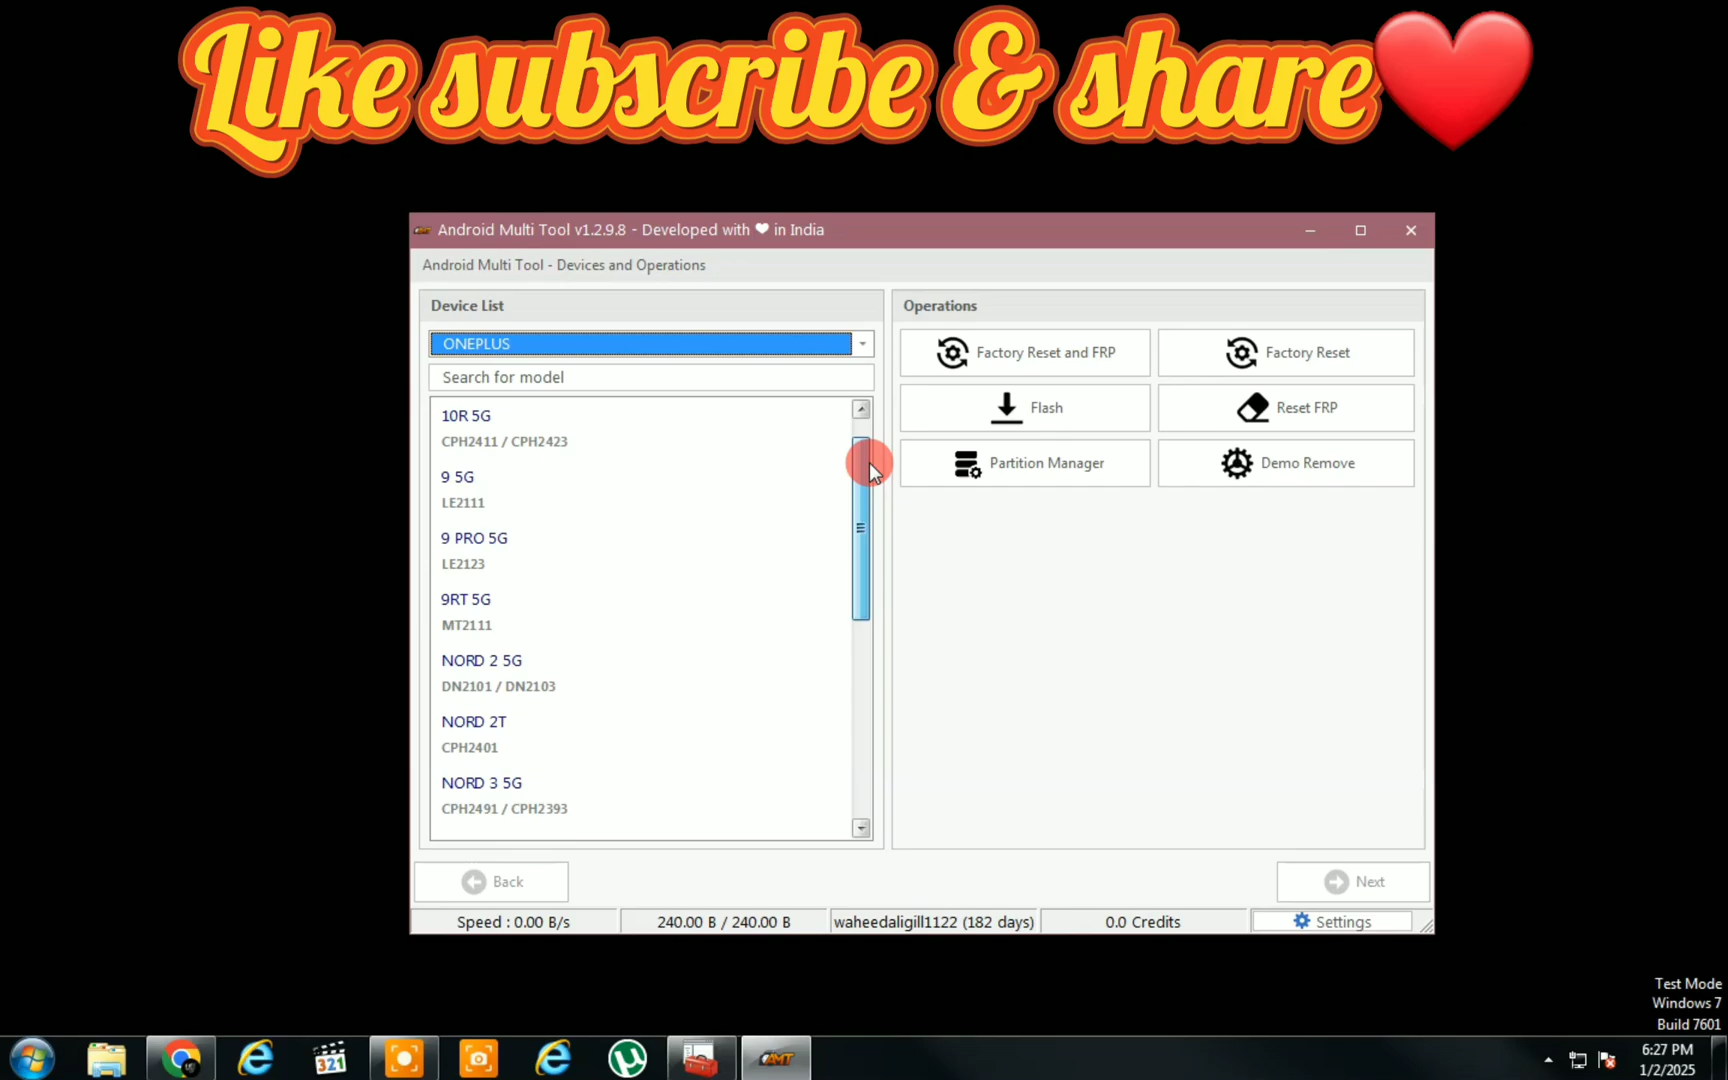 Like subscribe & share
Android Multi Tool v1.2.9.8 - Developed with ❤ in India
Android Multi Tool - Devices and Operations
Device List
ONEPLUS
Search for model
10R 5G
CPH2411 / CPH2423
9 5G
LE2111
9 PRO 5G
LE2123
9RT 5G
MT2111
NORD 2 5G
DN2101 / DN2103
NORD 2T
CPH2401
NORD 3 5G
CPH2491 / CPH2393
Operations
Factory Reset and FRP
Factory Reset
Flash
Reset FRP
Partition Manager
Demo Remove
Back
Next
Speed : 0.00 B/s
240.00 B / 240.00 B
waheedaligill1122 (182 days)
0.0 Credits
Settings
Test Mode
Windows 7
Build 7601
321
AMT
6:27 PM
1/2/2025